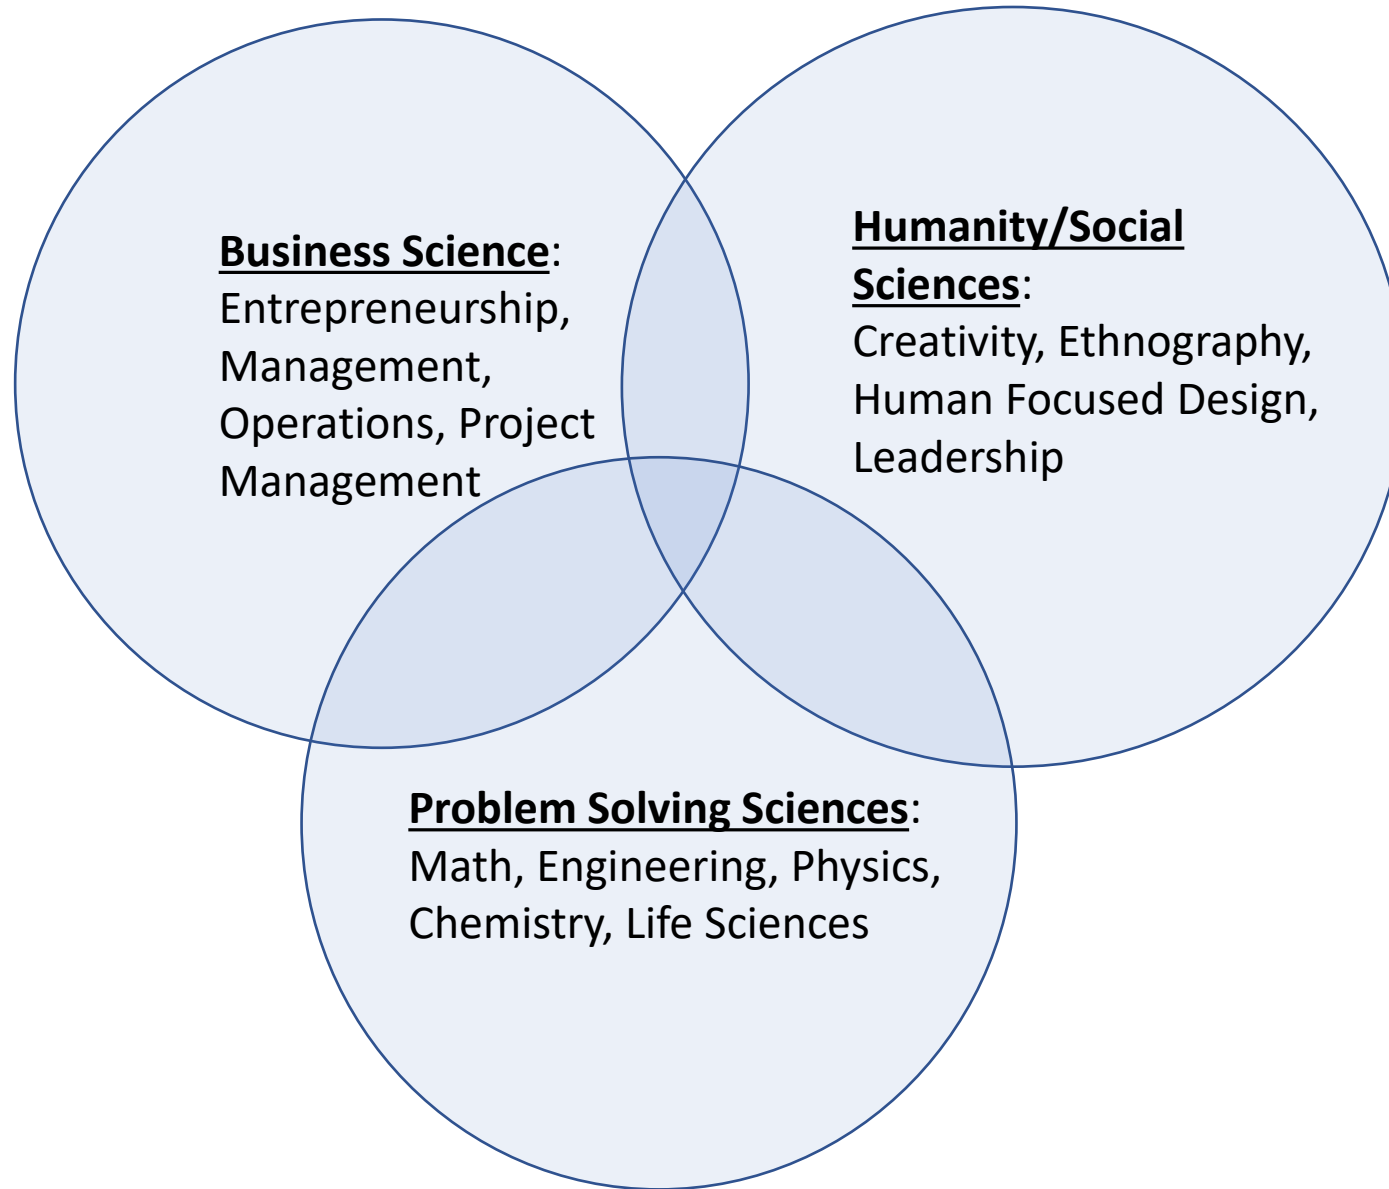 Business Science:
Entrepreneurship,
Management,
Operations, Project
Management
Humanity/Social
Sciences:
Creativity, Ethnography,
Human Focused Design,
Leadership
Problem Solving Sciences:
Math, Engineering, Physics,
Chemistry, Life Sciences